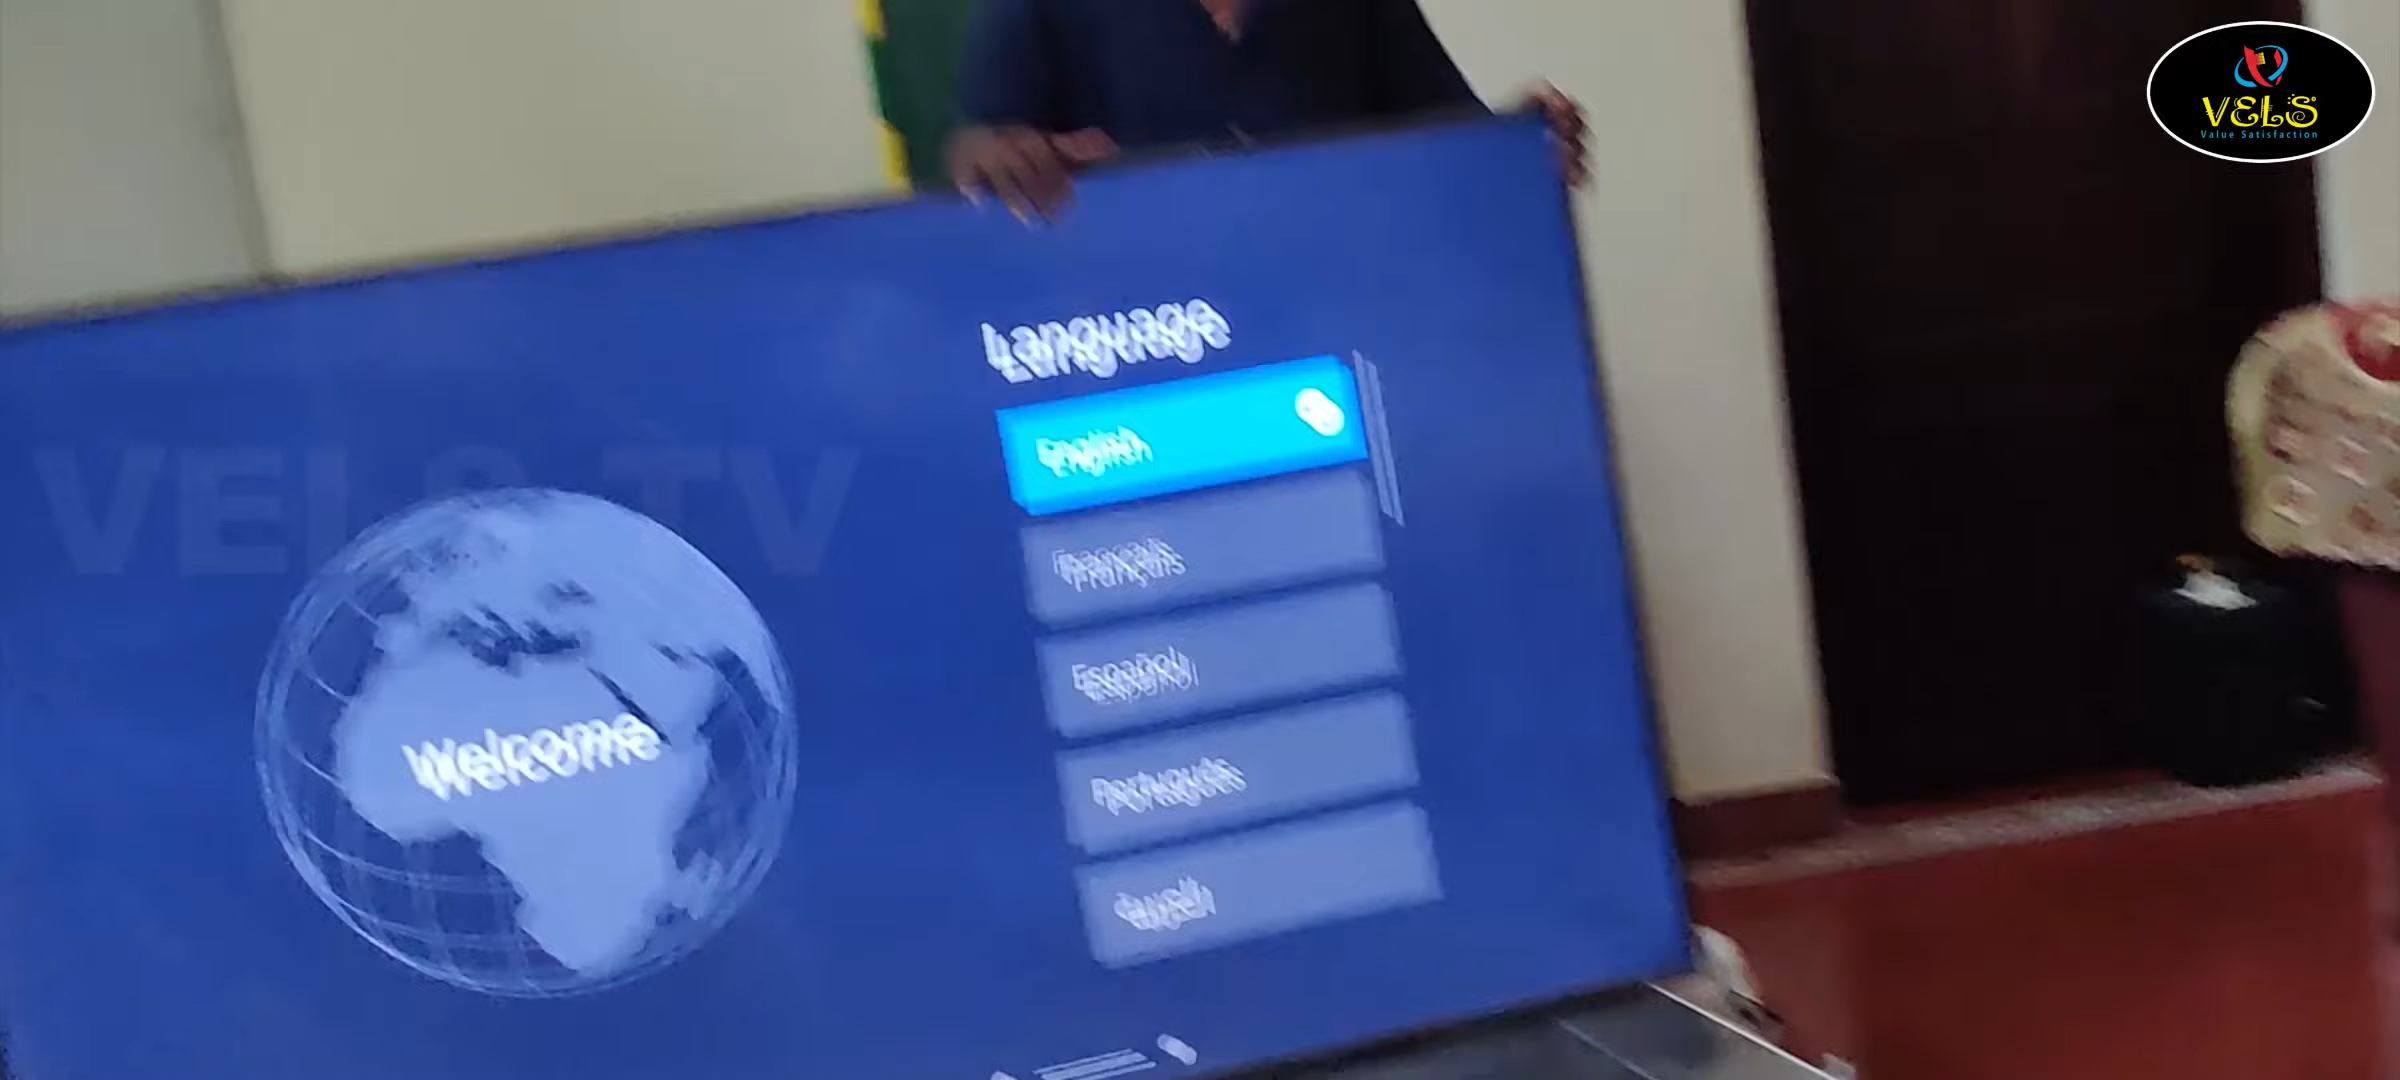 VELS
Value Satisfaction
VELS TV
Language
English
Français
Español
Português
Welcome